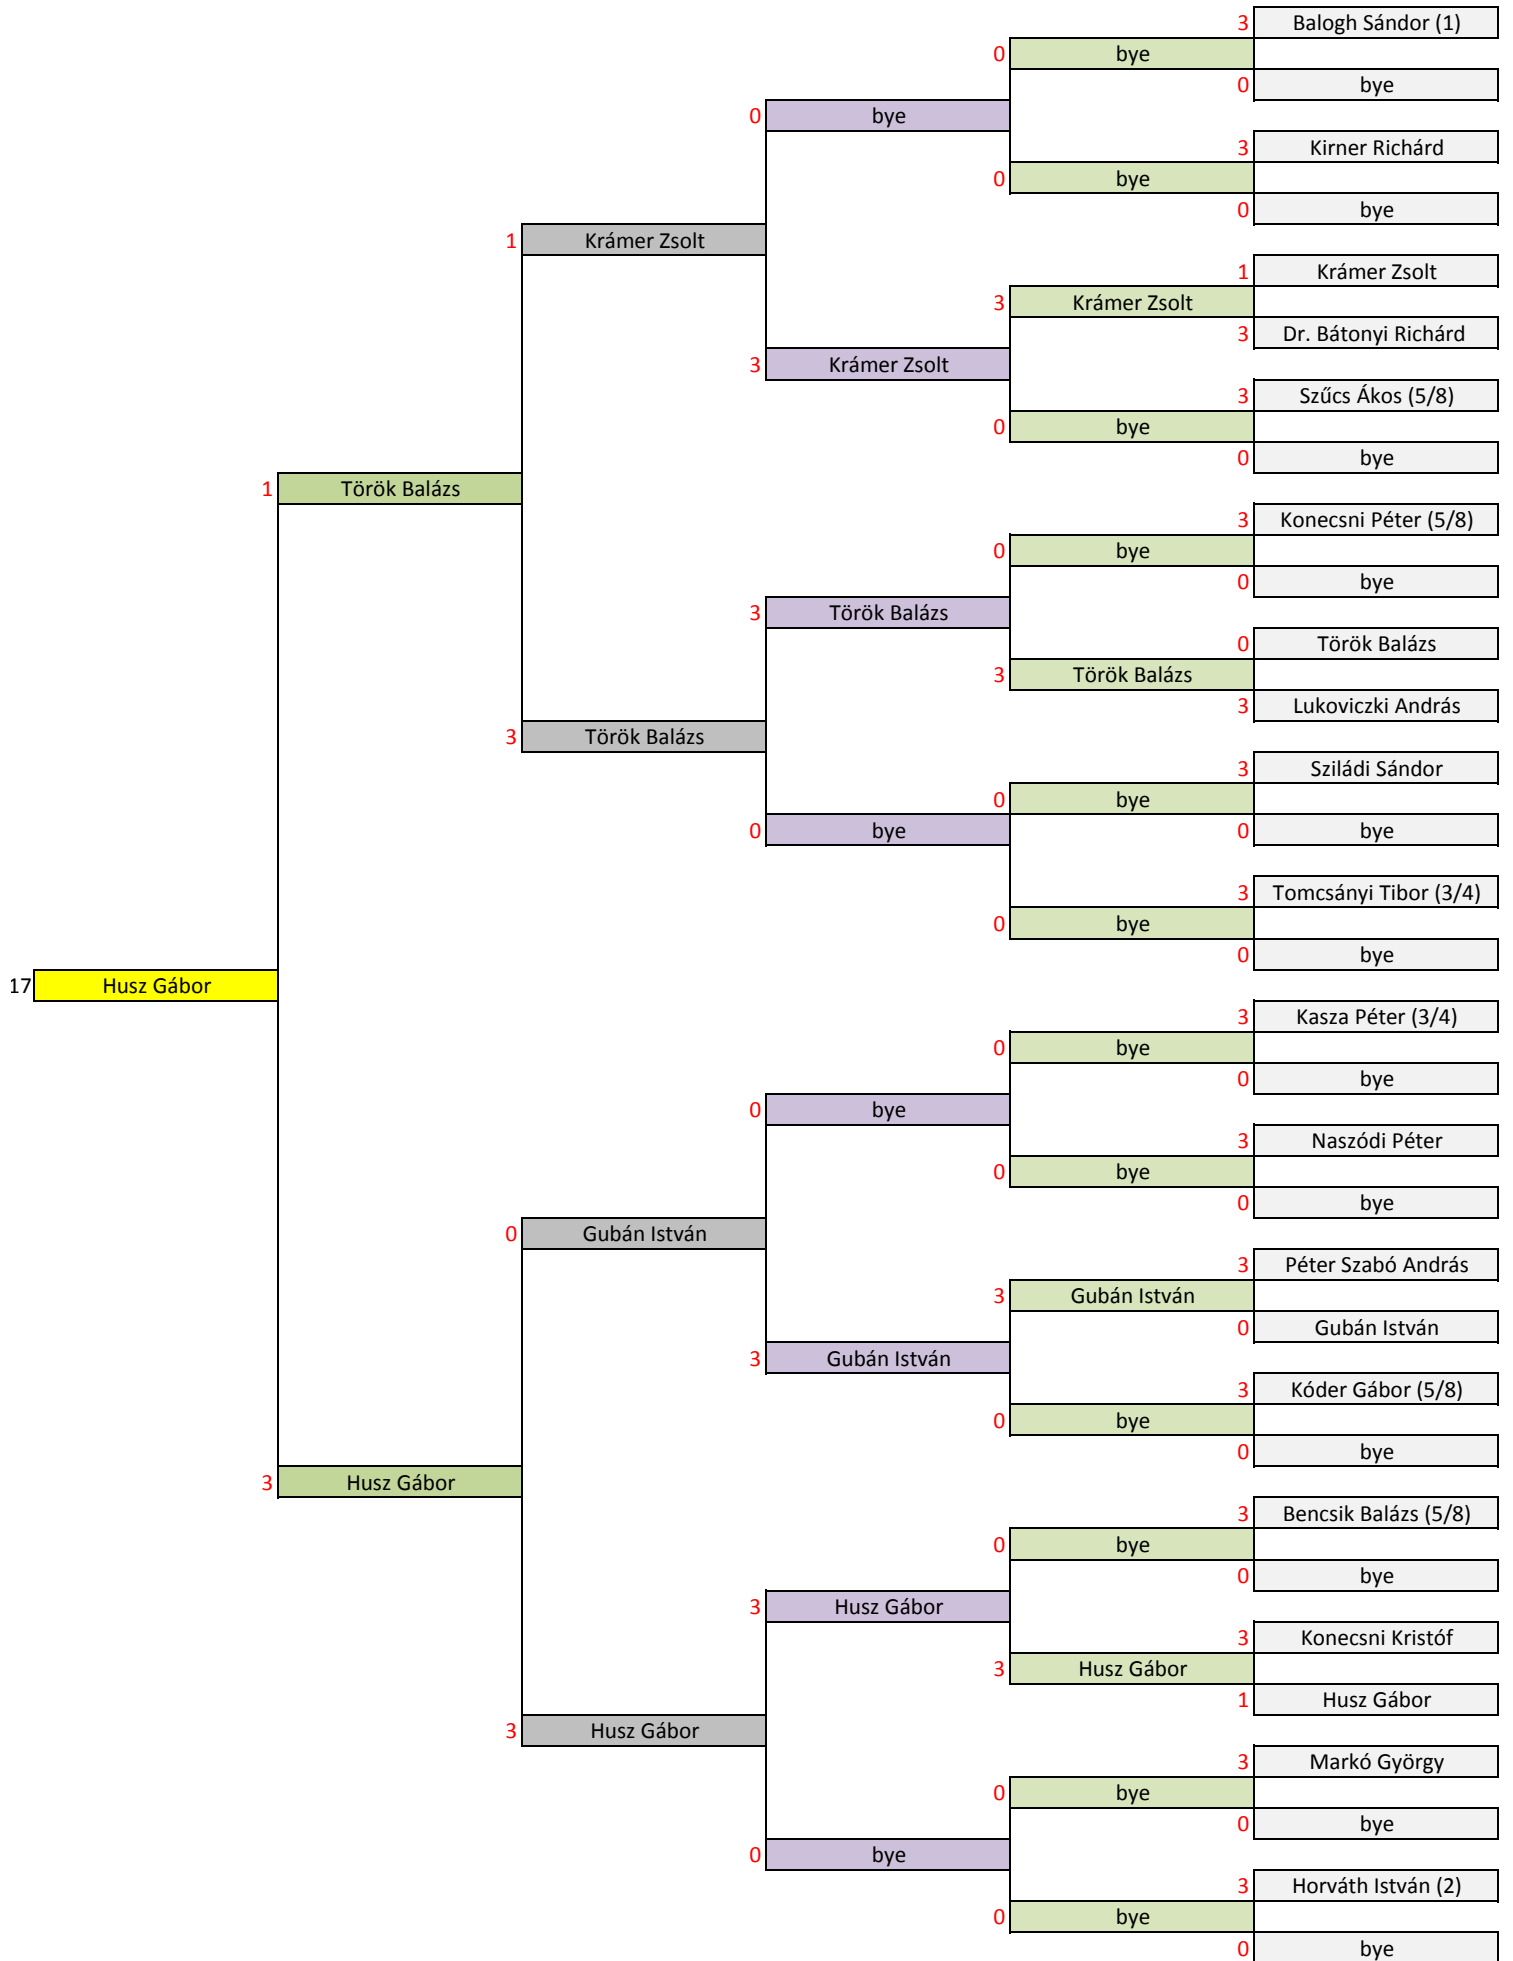 3 Balogh Sándor (1)
0 bye
0 bye
0 bye
3 Kirner Richárd
0 bye
0 bye
1 Krámer Zsolt
1 Krámer Zsolt
3 Krámer Zsolt
3 Dr. Bátonyi Richárd
3 Krámer Zsolt
3 Szűcs Ákos (5/8)
0 bye
0 bye
1 Török Balázs
3 Konecsni Péter (5/8)
0 bye
0 bye
3 Török Balázs
0 Török Balázs
3 Török Balázs
3 Lukoviczki András
3 Török Balázs
3 Sziládi Sándor
0 bye
0 bye
0 bye
3 Tomcsányi Tibor (3/4)
0 bye
0 bye
17 Husz Gábor
3 Kasza Péter (3/4)
0 bye
0 bye
0 bye
3 Naszódi Péter
0 bye
0 bye
0 Gubán István
3 Péter Szabó András
3 Gubán István
0 Gubán István
3 Gubán István
3 Kóder Gábor (5/8)
0 bye
0 bye
3 Husz Gábor
3 Bencsik Balázs (5/8)
0 bye
0 bye
3 Husz Gábor
3 Konecsni Kristóf
3 Husz Gábor
1 Husz Gábor
3 Husz Gábor
3 Markó György
0 bye
0 bye
0 bye
3 Horváth István (2)
0 bye
0 bye